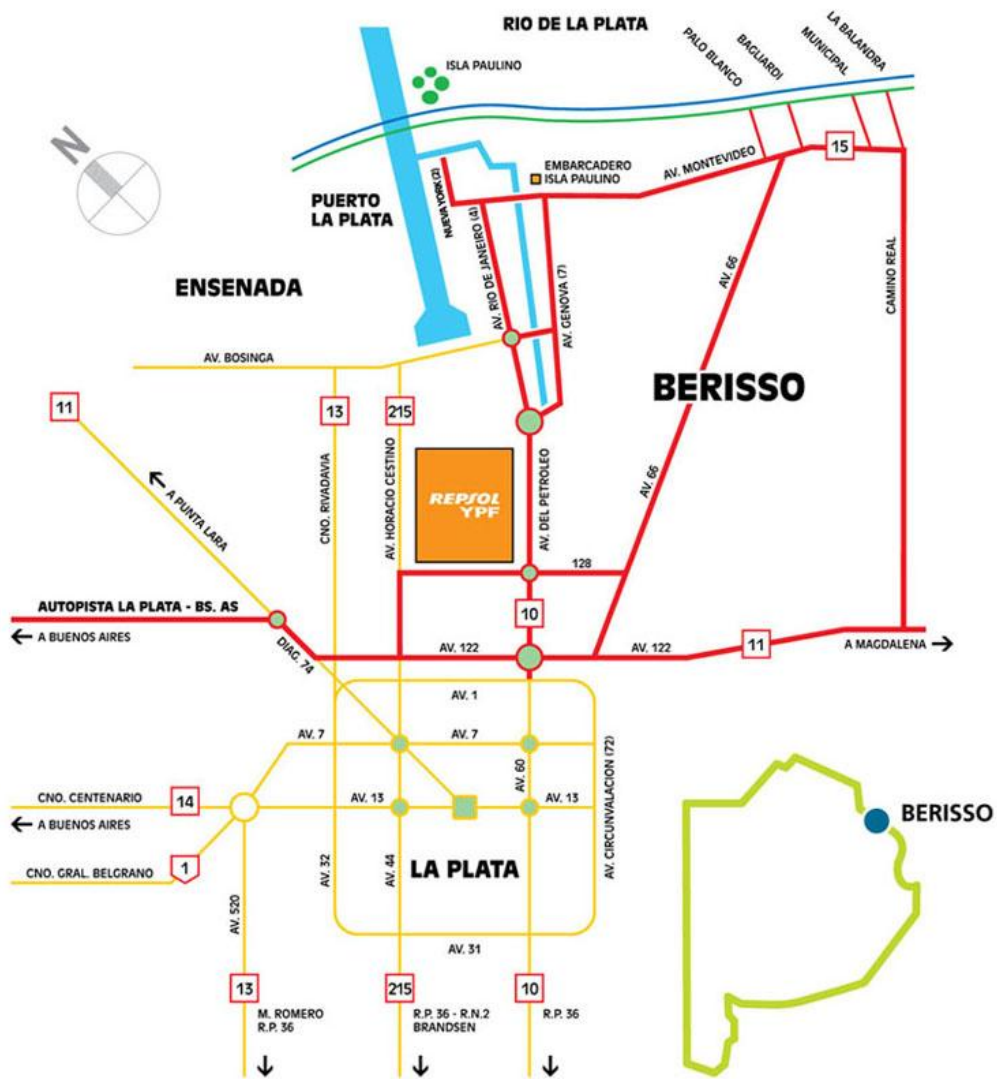 RIO DE LA PLATA
ISLA PAULINO
PALO BLANCO
BAGLIARDI
MUNICIPAL
LA BALANDRA
N
15
AV. MONTEVIDEO
EMBARCADERO
ISLA PAULINO
PUERTO
LA PLATA
NUEVA YORK (2)
AV. RIO DE JANEIRO (4)
AV. GENOVA (7)
AV. 66
CAMINO REAL
ENSENADA
AV. BOSINGA
BERISSO
11
13
215
CNO. RIVADAVIA
AV. HORACIO CESTINO
REPSOL
YPF
AV. DEL PETROLEO
AV. 66
A PUNTA LARA
128
AUTOPISTA LA PLATA - BS. AS
A BUENOS AIRES
10
DIAG. 74
AV. 122
AV. 122
11
A MAGDALENA
AV. 1
AV. 7
AV. 7
AV. 60
AV. CIRCUNVALACION (72)
CNO. CENTENARIO
14
AV. 13
AV. 13
A BUENOS AIRES
BERISSO
CNO. GRAL. BELGRANO
1
AV. 32
AV. 44
LA PLATA
AV. 520
AV. 31
13
215
10
M. ROMERO
R.P. 36
R.P. 36 - R.N.2
BRANDSEN
R.P. 36